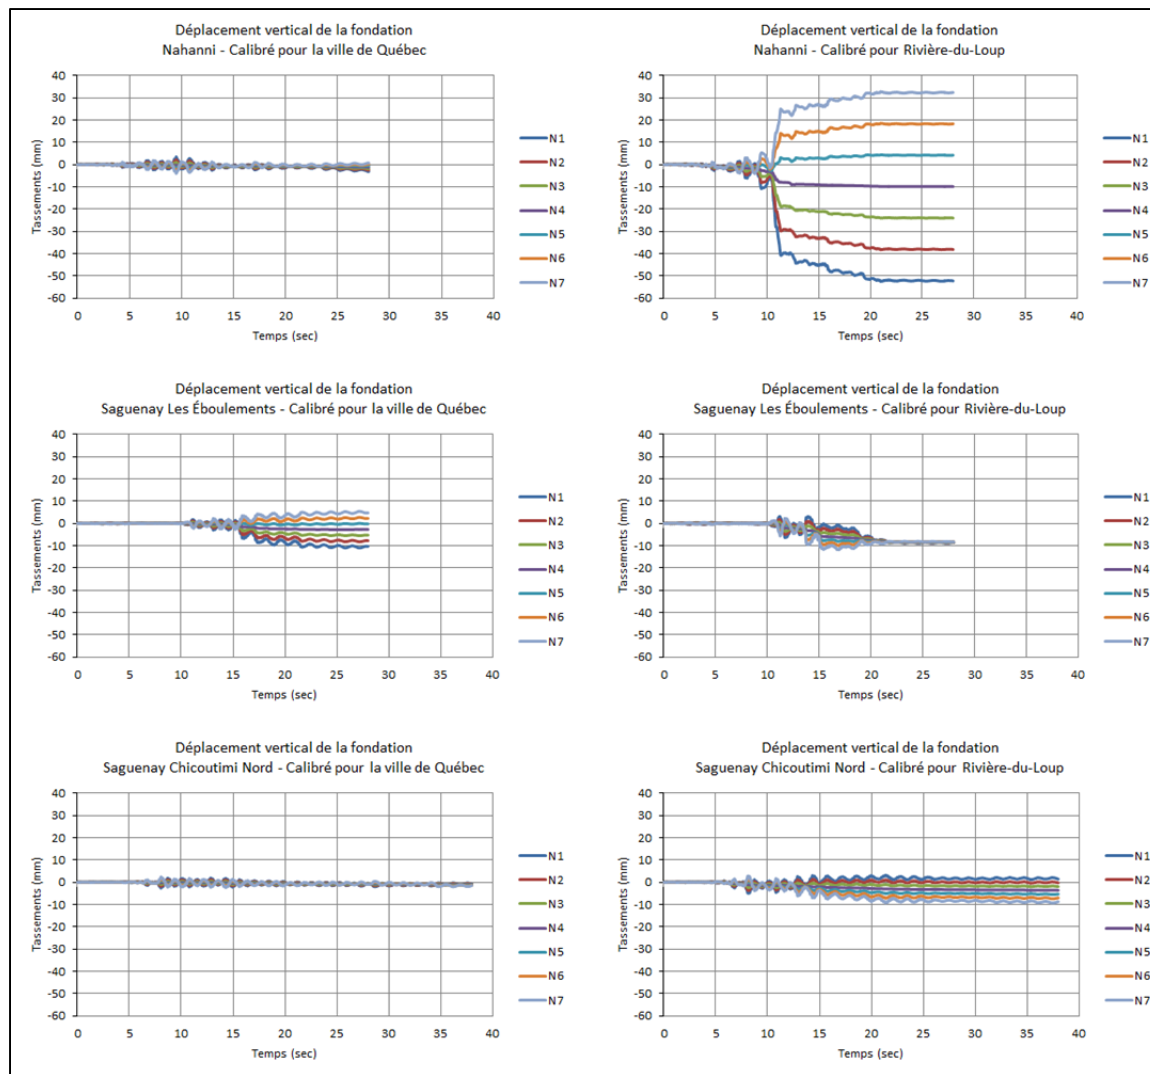 Déplacement vertical de la fondation
Nahanni - Calibré pour la ville de Québec
Tassements (mm)
40
30
20
10
0
-10
-20
-30
-40
-50
-60
0 5 10 15 20 25 30 35 40
Temps (sec)
N1
N2
N3
N4
N5
N6
N7
Déplacement vertical de la fondation
Nahanni - Calibré pour Rivière-du-Loup
Tassements (mm)
40
30
20
10
0
-10
-20
-30
-40
-50
-60
0 5 10 15 20 25 30 35 40
Temps (sec)
N1
N2
N3
N4
N5
N6
N7
Déplacement vertical de la fondation
Saguenay Les Éboulements - Calibré pour la ville de Québec
Tassements (mm)
40
30
20
10
0
-10
-20
-30
-40
-50
-60
0 5 10 15 20 25 30 35 40
Temps (sec)
N1
N2
N3
N4
N5
N6
N7
Déplacement vertical de la fondation
Saguenay Les Éboulements - Calibré pour Rivière-du-Loup
Tassements (mm)
40
30
20
10
0
-10
-20
-30
-40
-50
-60
0 5 10 15 20 25 30 35 40
Temps (sec)
N1
N2
N3
N4
N5
N6
N7
Déplacement vertical de la fondation
Saguenay Chicoutimi Nord - Calibré pour la ville de Québec
Tassements (mm)
40
30
20
10
0
-10
-20
-30
-40
-50
-60
0 5 10 15 20 25 30 35 40
Temps (sec)
N1
N2
N3
N4
N5
N6
N7
Déplacement vertical de la fondation
Saguenay Chicoutimi Nord - Calibré pour Rivière-du-Loup
Tassements (mm)
40
30
20
10
0
-10
-20
-30
-40
-50
-60
0 5 10 15 20 25 30 35 40
Temps (sec)
N1
N2
N3
N4
N5
N6
N7